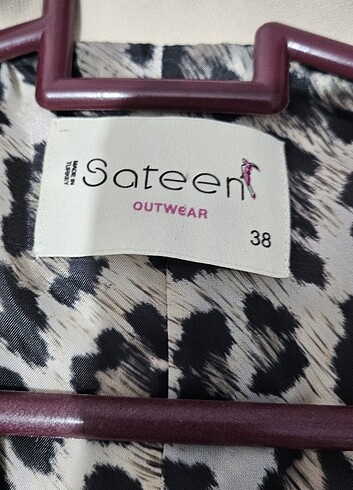 MADE IN
TURKEY
Sateen
OUTWEAR
38